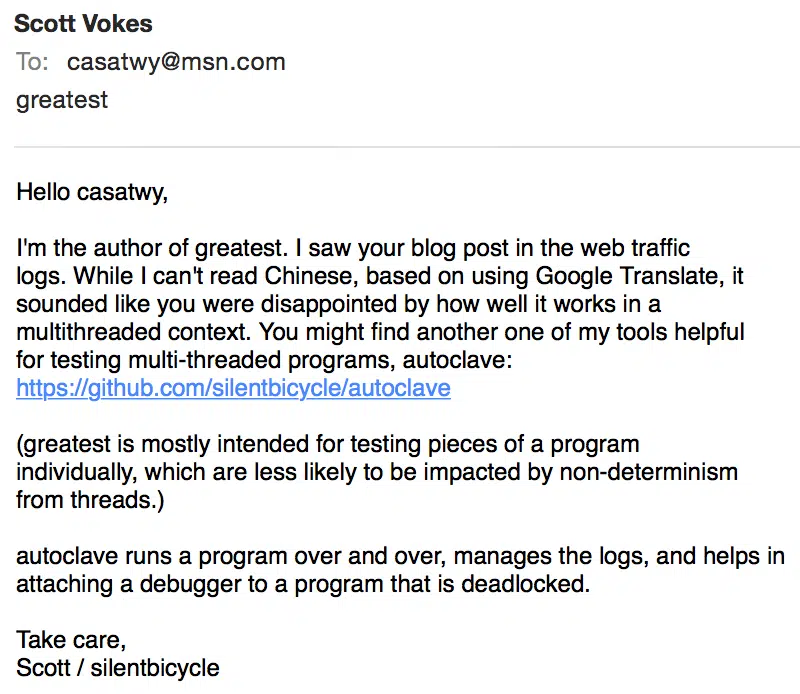 Scott Vokes
To: casatwy@msn.com
greatest
Hello casatwy,
I'm the author of greatest. I saw your blog post in the web traffic
logs. While I can't read Chinese, based on using Google Translate, it
sounded like you were disappointed by how well it works in a
multithreaded context. You might find another one of my tools helpful
for testing multi-threaded programs, autoclave:
https://github.com/silentbicycle/autoclave
(greatest is mostly intended for testing pieces of a program
individually, which are less likely to be impacted by non-determinism
from threads.)
autoclave runs a program over and over, manages the logs, and helps in
attaching a debugger to a program that is deadlocked.
Take care,
Scott / silentbicycle